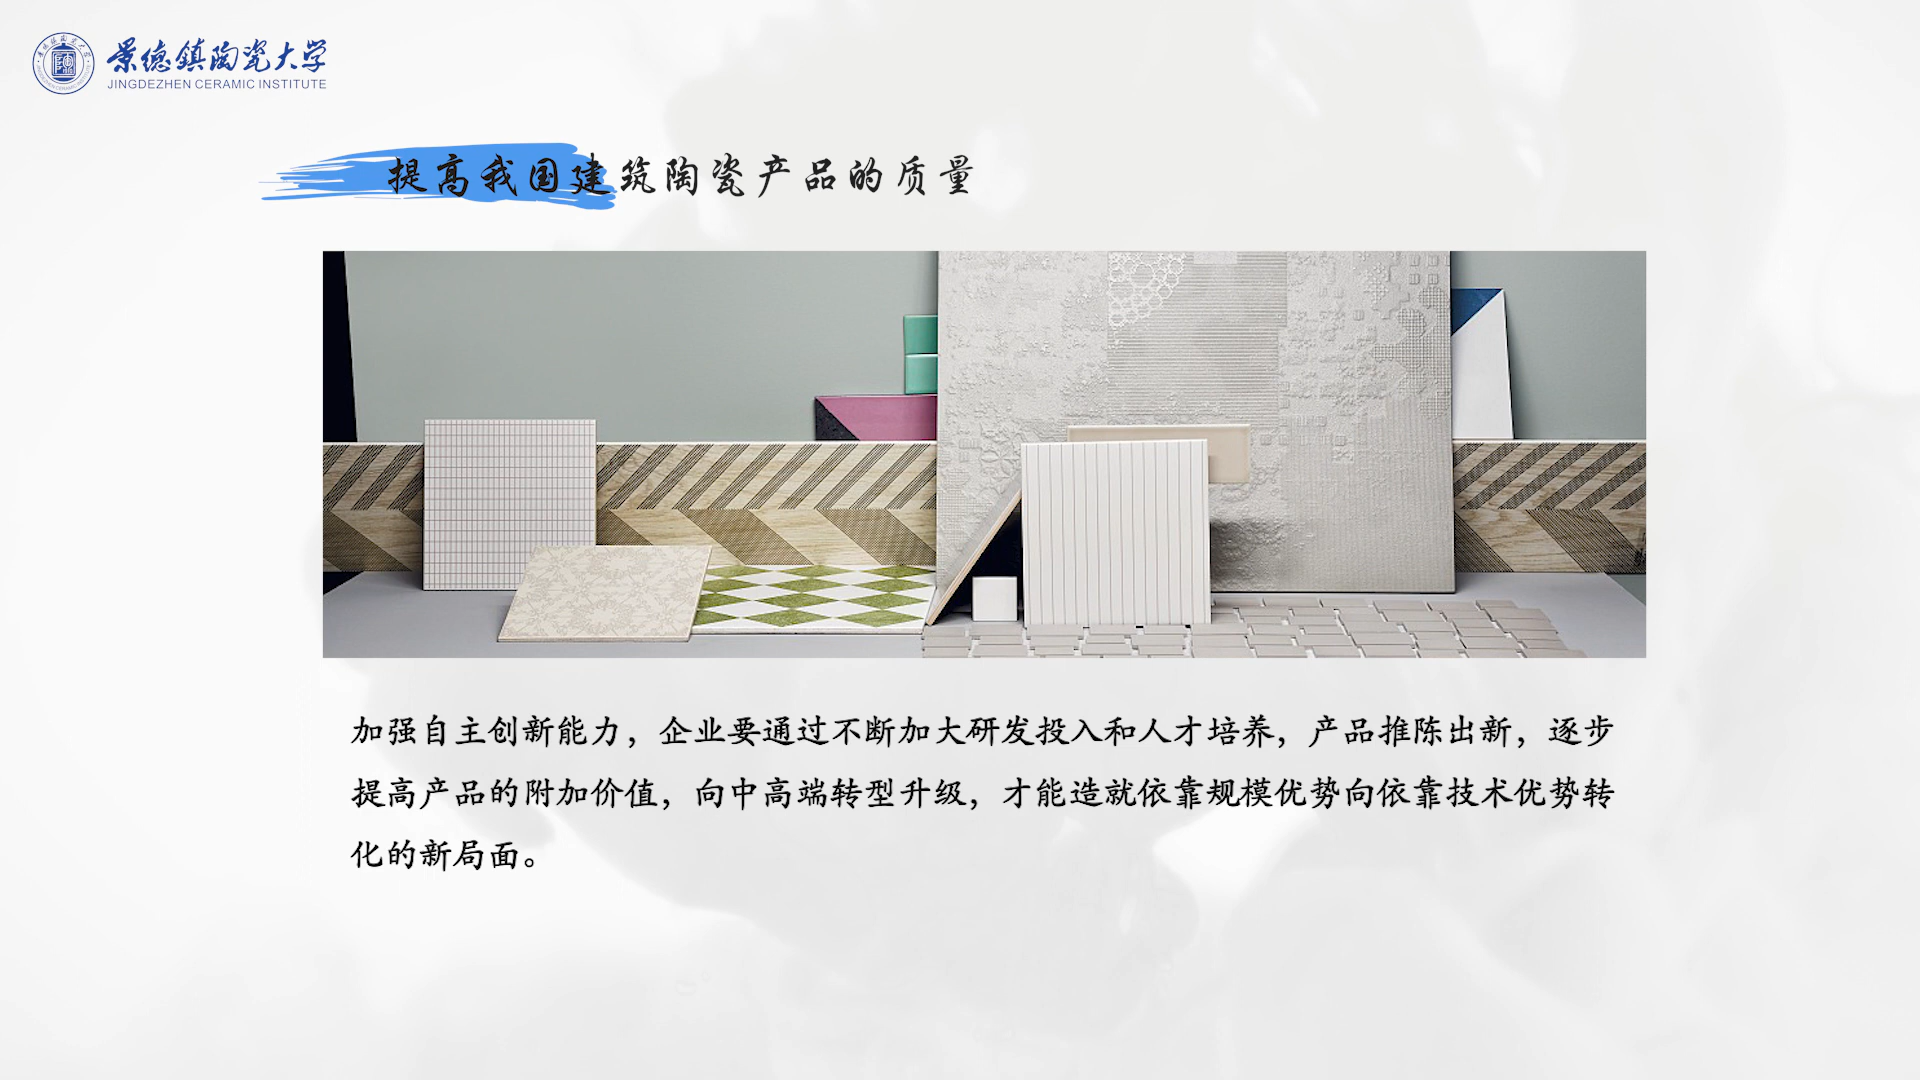 景德鎮陶瓷大学
JINGDEZHEN CERAMIC INSTITUTE
提高我国建筑陶瓷产品的质量
加强自主创新能力，企业要通过不断加大研发投入和人才培养，产品推陈出新，逐步
提高产品的附加价值，向中高端转型升级，才能造就依靠规模优势向依靠技术优势转
化的新局面。